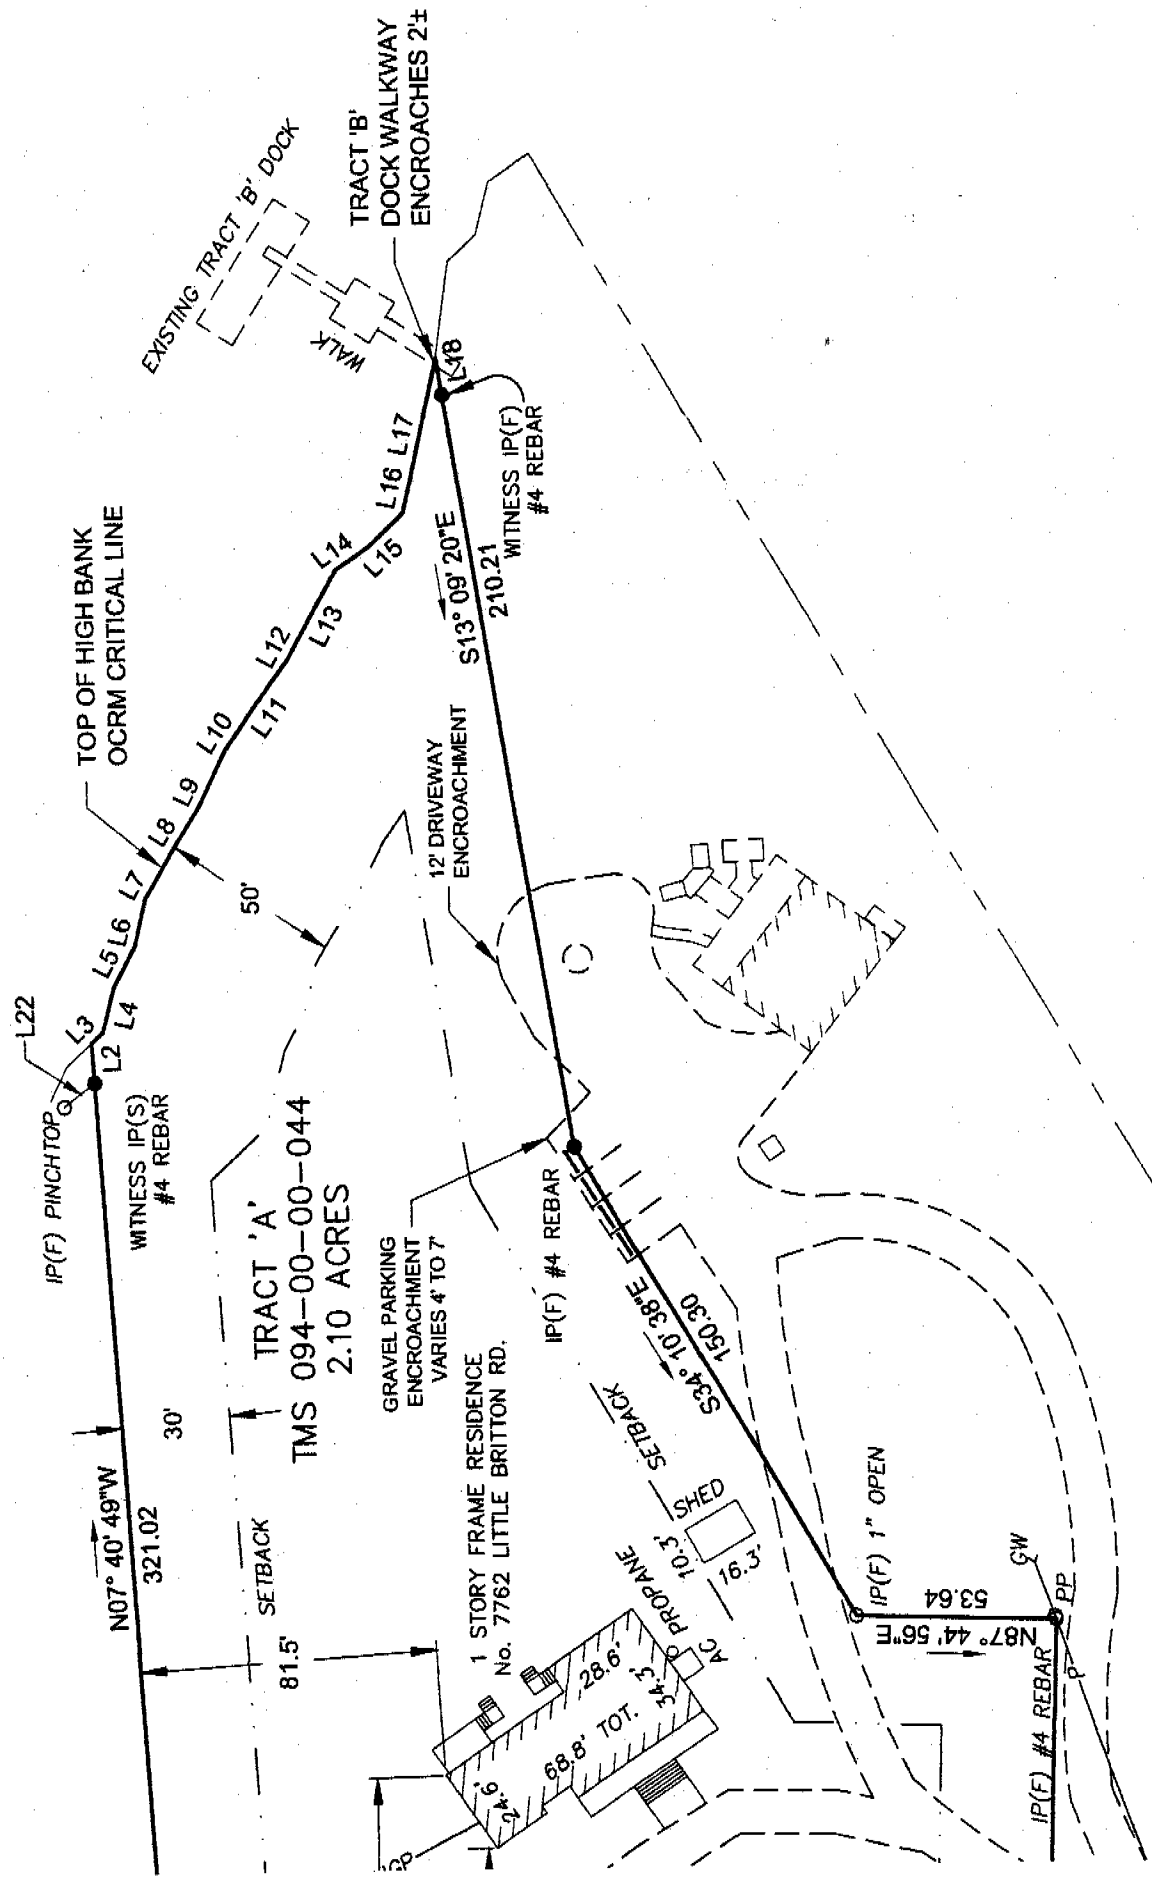 EXISTING TRACT 'B' DOCK
WALK
TRACT 'B'
DOCK WALKWAY
ENCROACHES 2'±
L18
WITNESS IP(F)
#4 REBAR
TOP OF HIGH BANK
OCRM CRITICAL LINE
L22
L2
L3
L4
L5
L6
L7
L8
L9
L10
L11
L12
L13
L14
L15
L16
L17
IP(F) PINCHTOP
WITNESS IP(S)
#4 REBAR
50'
S13° 09' 20"E
210.21
12' DRIVEWAY
ENCROACHMENT
TRACT 'A'
TMS 094-00-00-044
2.10 ACRES
GRAVEL PARKING
ENCROACHMENT
VARIES 4' TO 7'
IP(F) #4 REBAR
N07° 40' 49"W
321.02
30'
SETBACK
81.5'
1 STORY FRAME RESIDENCE
No. 7762 LITTLE BRITTON RD.
SETBACK
S34° 10' 38"E
150.30
SHED
10.3'
16.3'
PROPANE
AC
28.6'
34.3'
68.8' TOT.
24.6'
IP(F) 1" OPEN
N87° 44' 56"E
53.64
GW
PP
P
IP(F) #4 REBAR